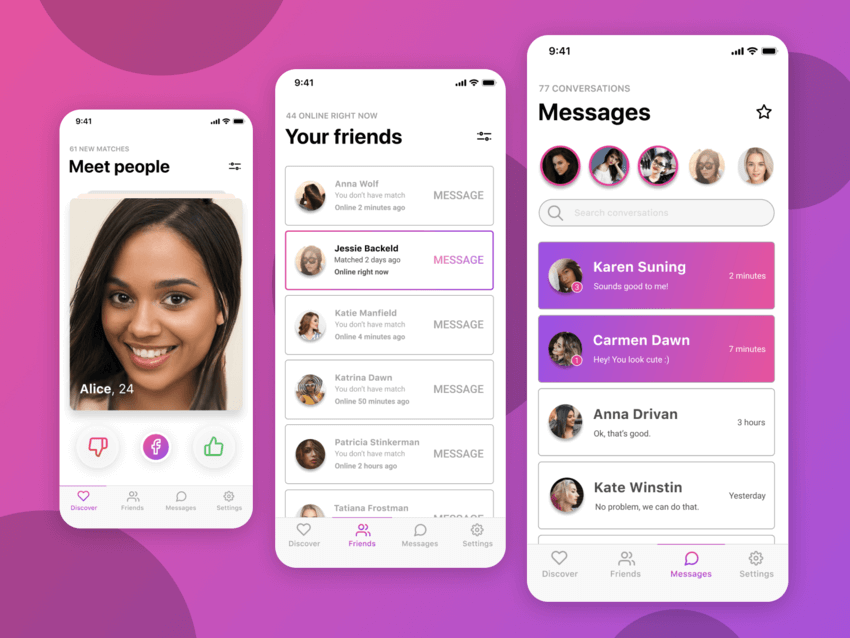 9:41
61 NEW MATCHES
Meet people
Alice, 24
Discover
Friends
Messages
Settings
9:41
44 ONLINE RIGHT NOW
Your friends
Anna Wolf
You don't have match
Online 2 minutes ago
MESSAGE
Jessie Backeld
Matched 2 days ago
Online right now
MESSAGE
Katie Manfield
You don't have match
Online 4 minutes ago
MESSAGE
Katrina Dawn
You don't have match
Online 50 minutes ago
MESSAGE
Patricia Stinkerman
You don't have match
Online 2 hours ago
MESSAGE
Tatiana Frostman
MESSAGE
Discover
Friends
Messages
Settings
9:41
77 CONVERSATIONS
Messages
Search conversations
3
Karen Suning
Sounds good to me!
2 minutes
1
Carmen Dawn
Hey! You look cute :)
7 minutes
Anna Drivan
Ok, that's good.
3 hours
Kate Winstin
No problem, we can do that.
Yesterday
Discover
Friends
Messages
Settings